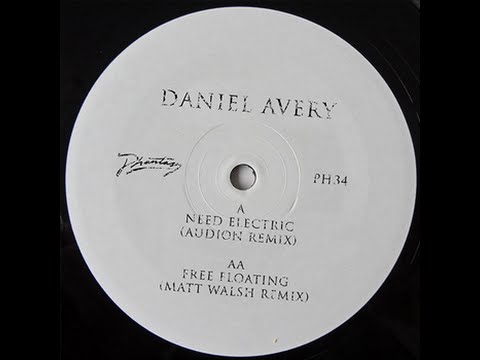 DANIEL AVERY
Phantasy
PH34
A
NEED ELECTRIC
(AUDION REMIX)
AA
FREE FLOATING
(MATT WALSH REMIX)